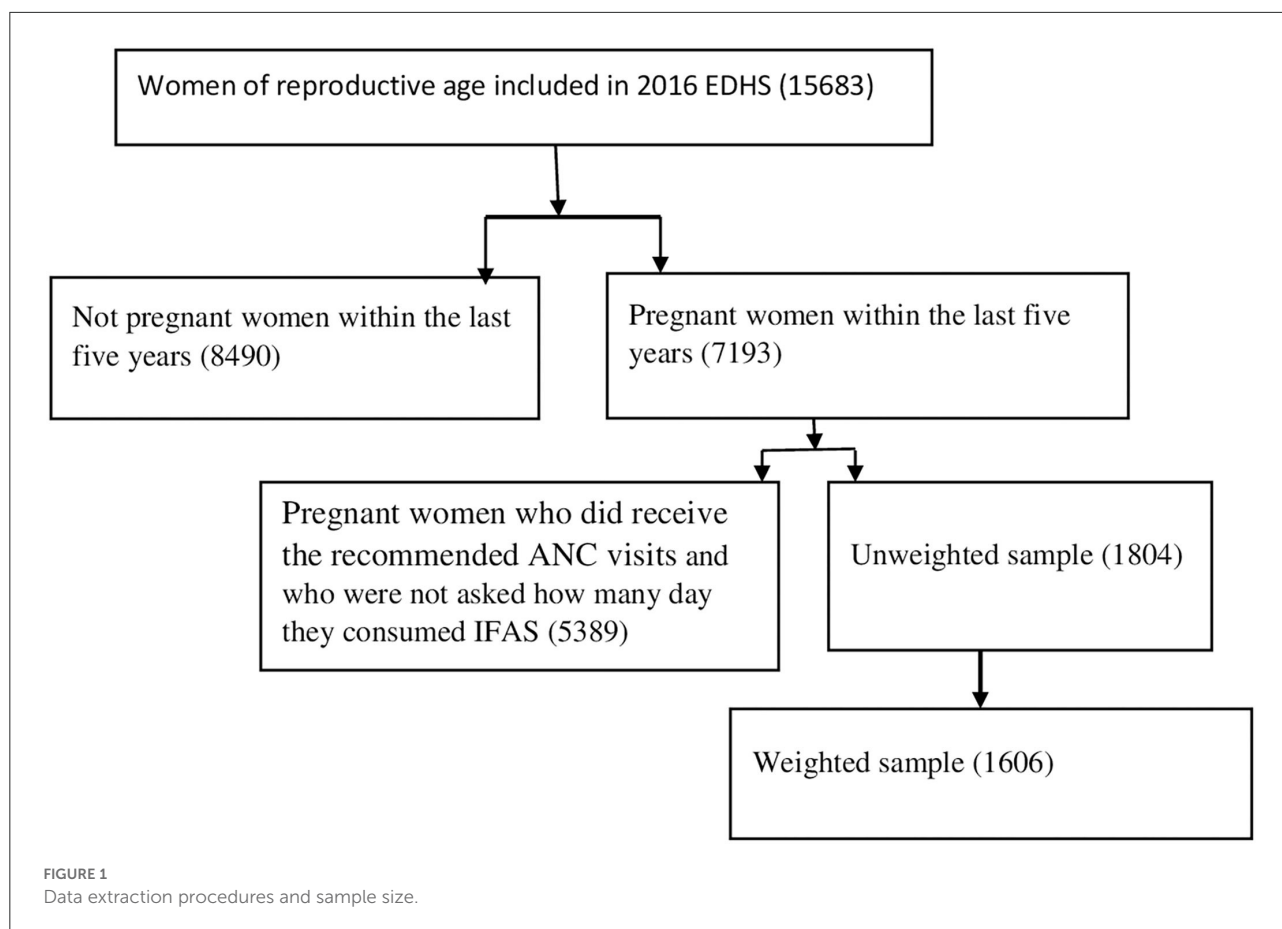 Women of reproductive age included in 2016 EDHS (15683)
Not pregnant women within the last
five years (8490)
Pregnant women within the last five
years (7193)
Pregnant women who did receive
the recommended ANC visits and
who were not asked how many day
they consumed IFAS (5389)
Unweighted sample (1804)
Weighted sample (1606)
FIGURE 1
Data extraction procedures and sample size.